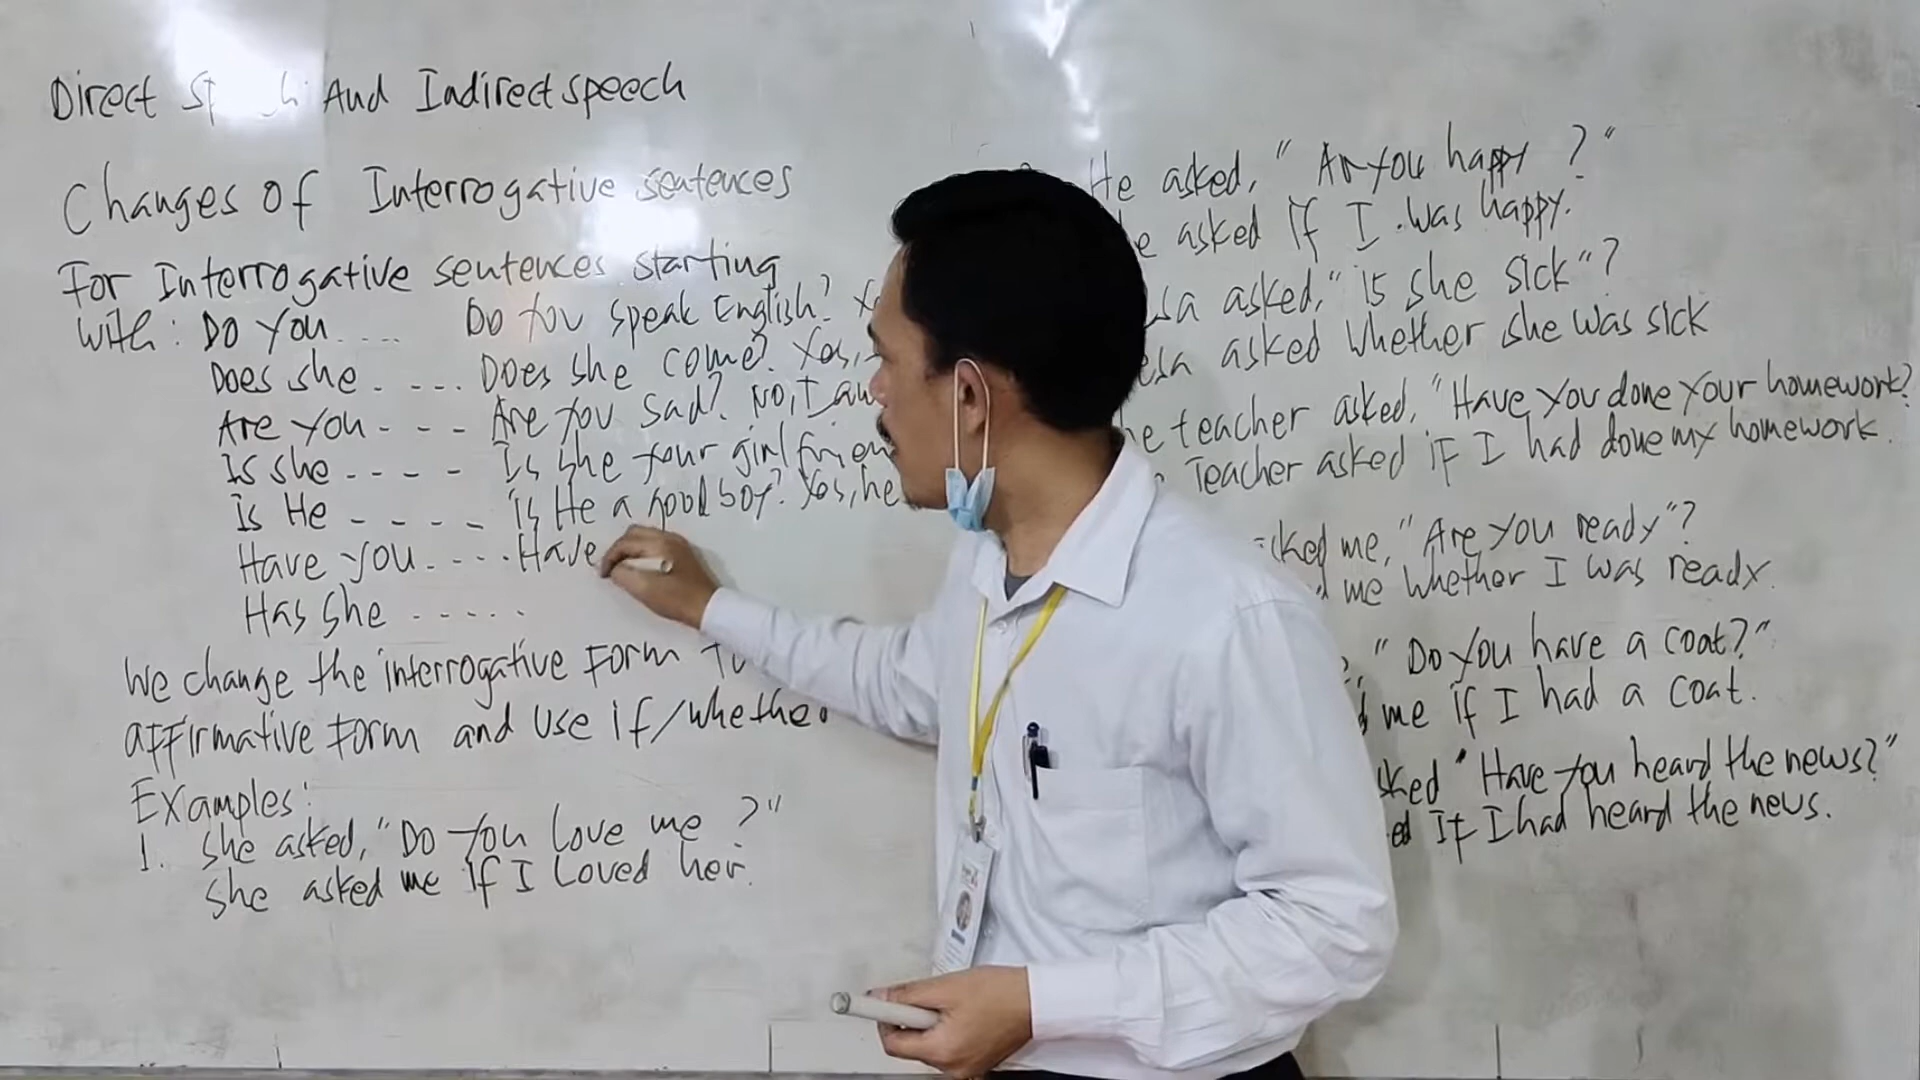 Direct And Indirect speech
Changes of Interrogative sentences
For Interrogative sentences starting
with: Do You .... Do You speak English?
Does she .... Does she come? Yes,
Are you - - - Are You Sad? No, I am
Is she - - - - Is She Your girlfrien
is He - - - - is He a good boy? Yes, he
Have you .... Have
Has she .....
We change the interrogative Form
affirmative Form and use if/whether
Examples:
1. She asked, "Do You Love me ?"
She asked me if I Loved her.
He asked, " Ar you happy ?"
asked if I was happy.
asked, "is she sick"?
asked whether she was sick
teacher asked, "Have you done your homework?
Teacher asked if I had done my homework.
me, "Are you ready"?
me whether I was ready.
"Do you have a coat?"
me if I had a coat.
"Have you heard the news?"
If I had heard the news.